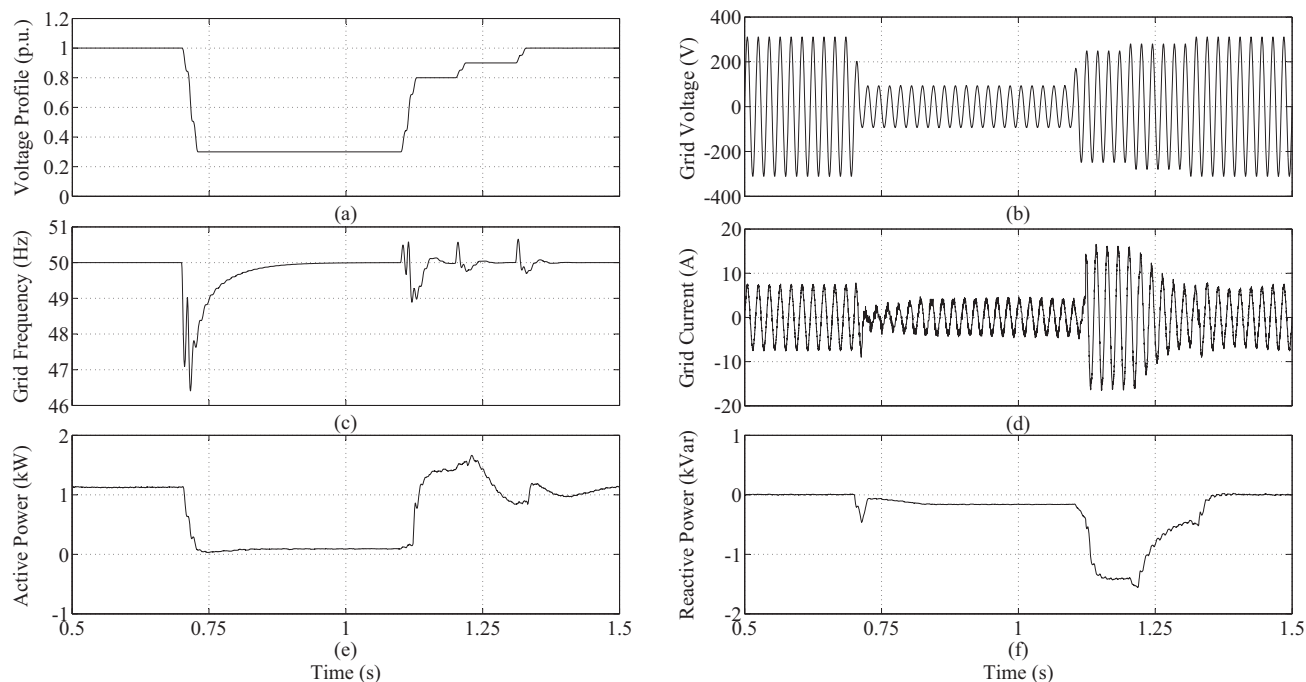 Voltage Profile (p.u.)
1.2
1
0.8
0.6
0.4
0.2
0
(a)
Grid Voltage (V)
400
200
0
-200
-400
(b)
Grid Frequency (Hz)
51
50
49
48
47
46
(c)
Grid Current (A)
20
10
0
-10
-20
(d)
Active Power (kW)
2
1
0
-1
0.5
0.75
1
1.25
1.5
(e)
Time (s)
Reactive Power (kVar)
1
0
-1
-2
0.5
0.75
1
1.25
1.5
(f)
Time (s)